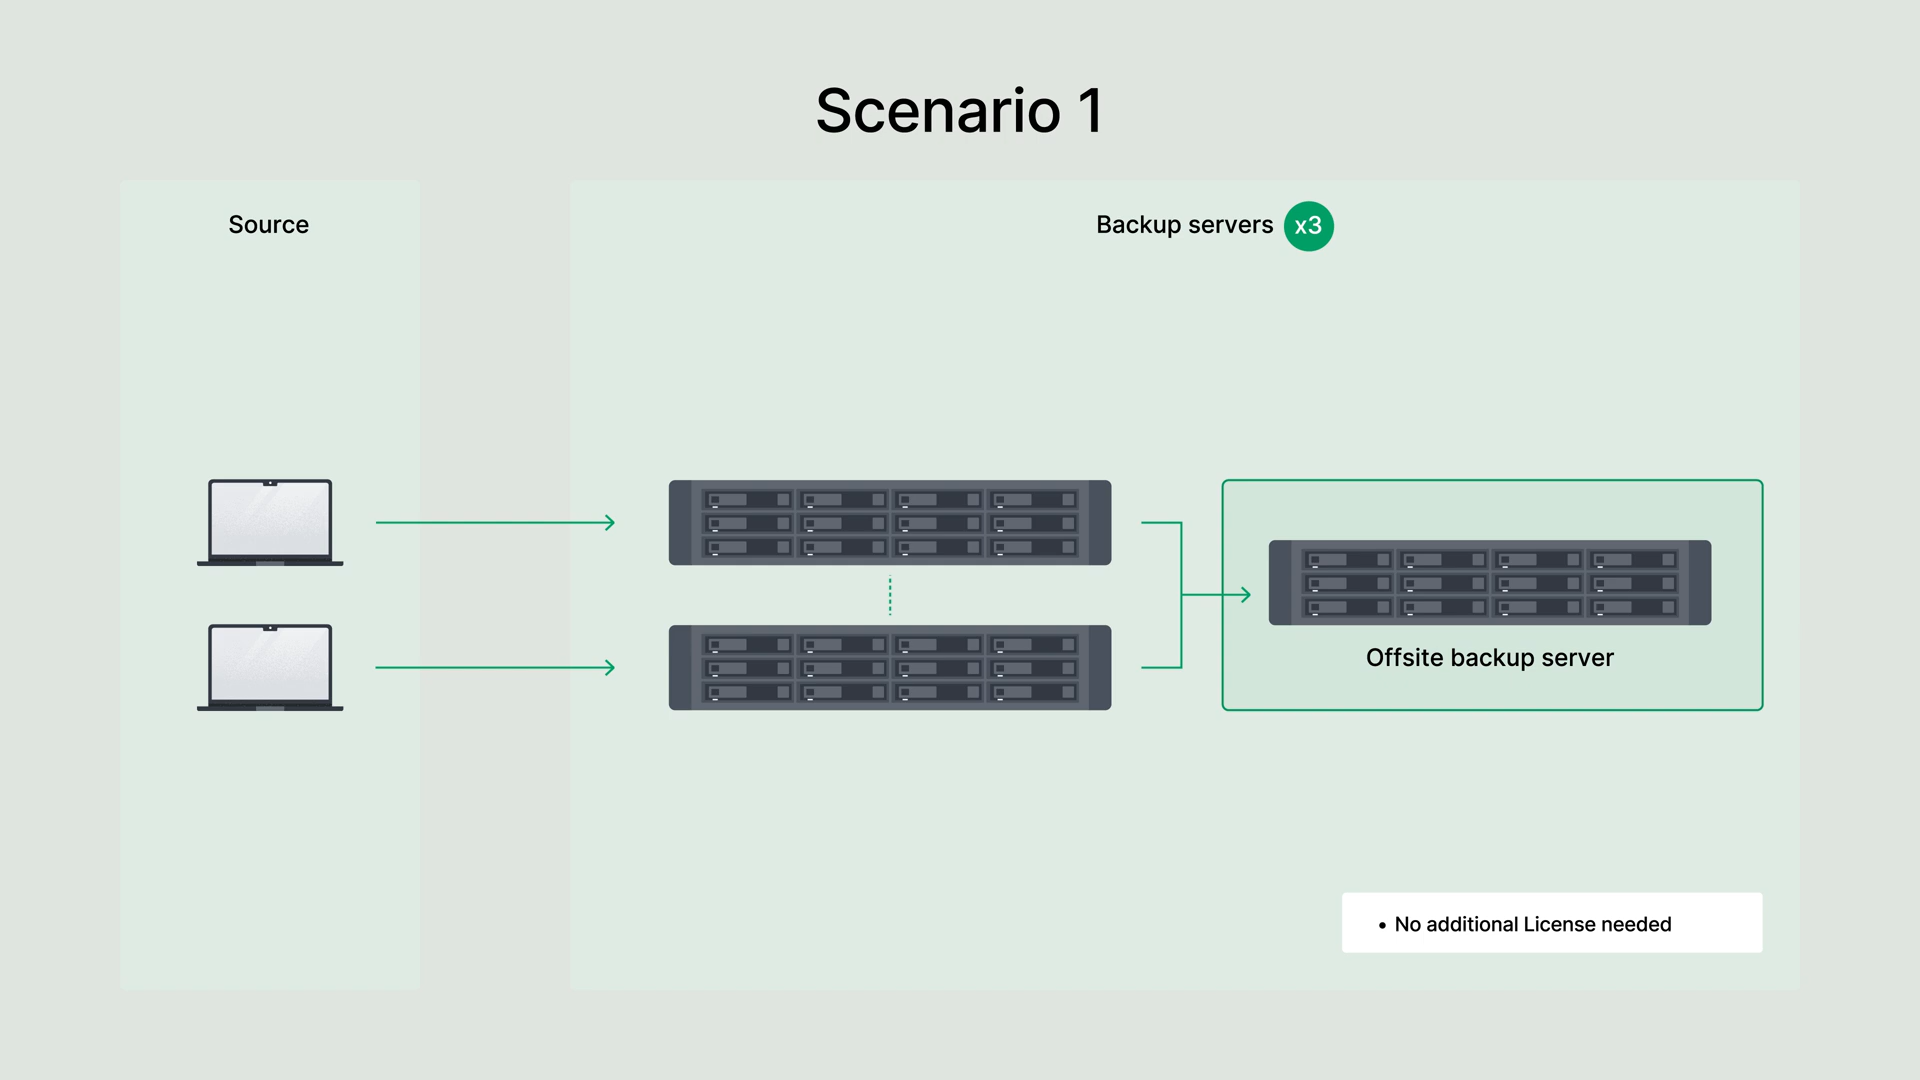 Scenario 1
Source
Backup servers x3
Offsite backup server
• No additional License needed